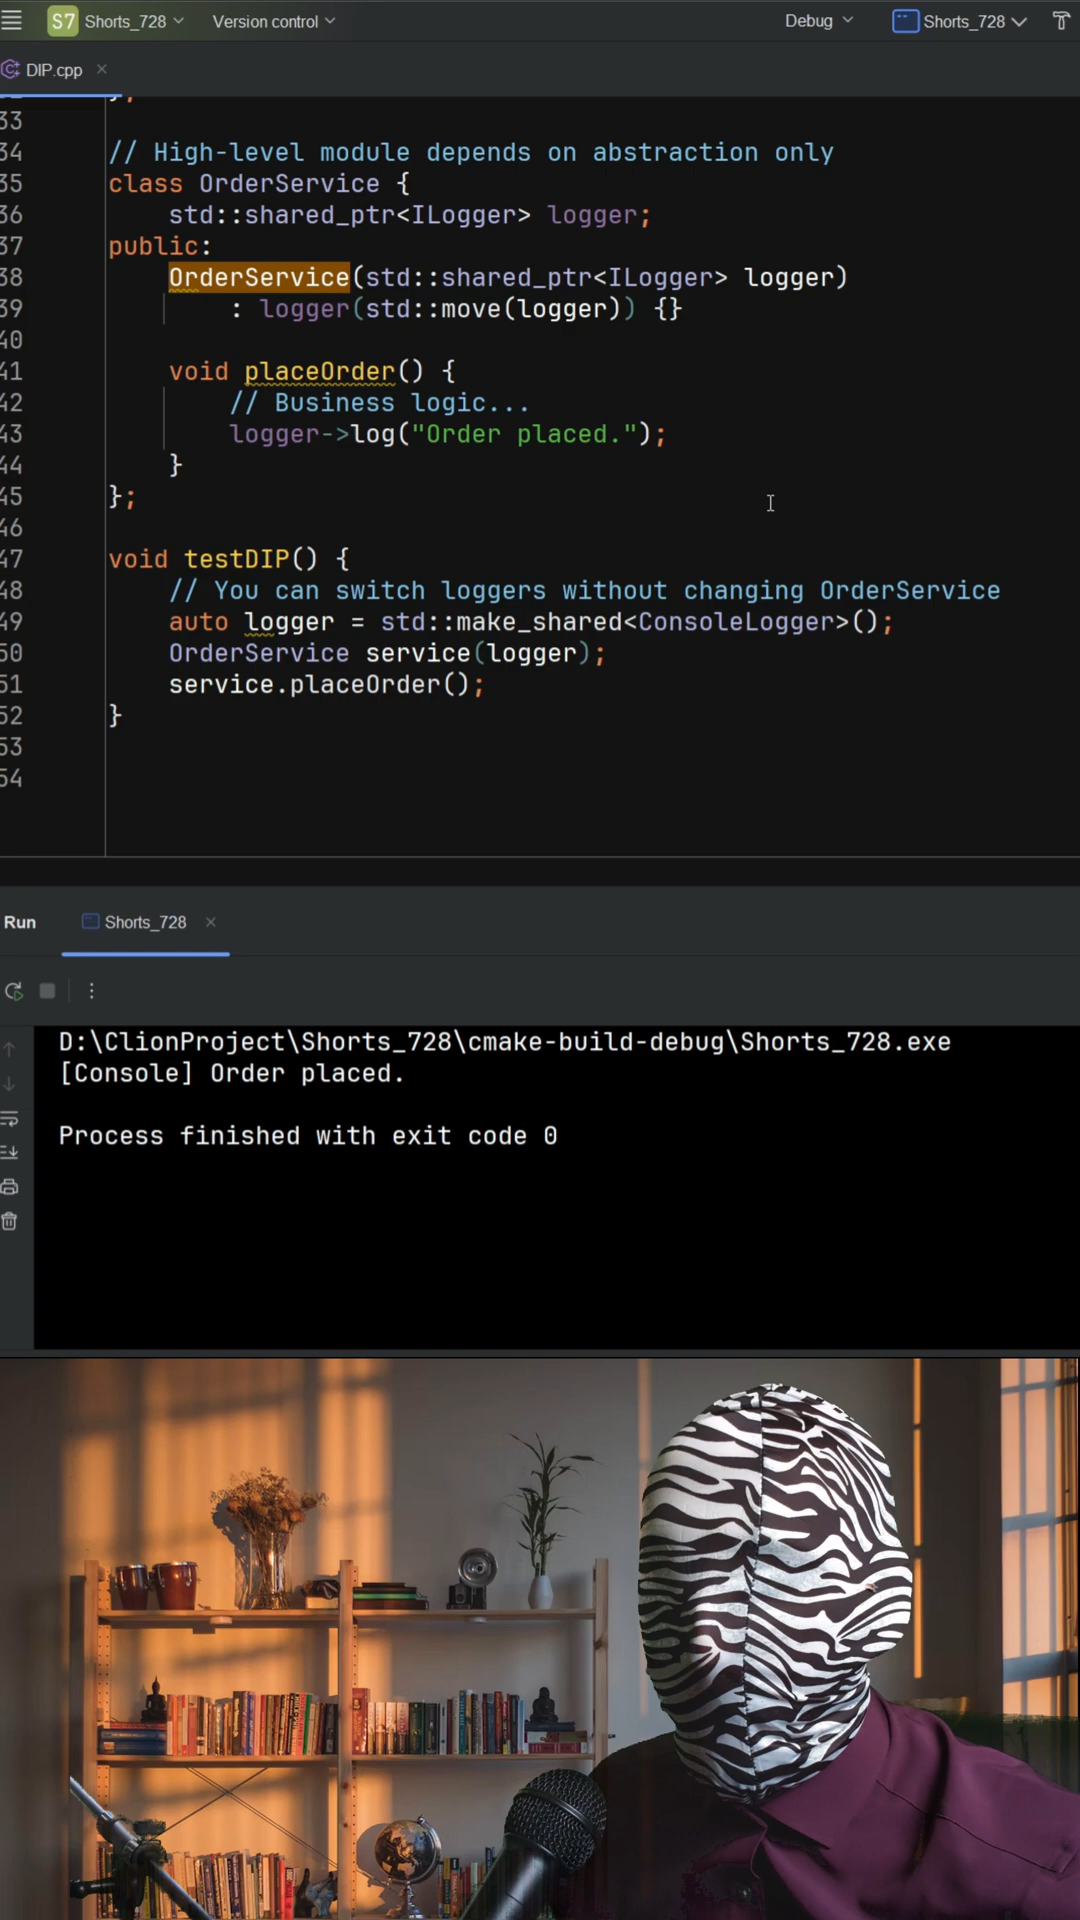 S7 Shorts_728 Version control Debug Shorts_728
DIP.cpp
33
34 // High-level module depends on abstraction only
35 class OrderService {
36 std::shared_ptr<ILogger> logger;
37 public:
38 OrderService(std::shared_ptr<ILogger> logger)
39 : logger(std::move(logger)) {}
40
41 void placeOrder() {
42 // Business logic...
43 logger->log("Order placed.");
44 }
45 };
46
47 void testDIP() {
48 // You can switch loggers without changing OrderService
49 auto logger = std::make_shared<ConsoleLogger>();
50 OrderService service(logger);
51 service.placeOrder();
52 }
53
54
Run Shorts_728
D:\ClionProject\Shorts_728\cmake-build-debug\Shorts_728.exe
[Console] Order placed.
Process finished with exit code 0